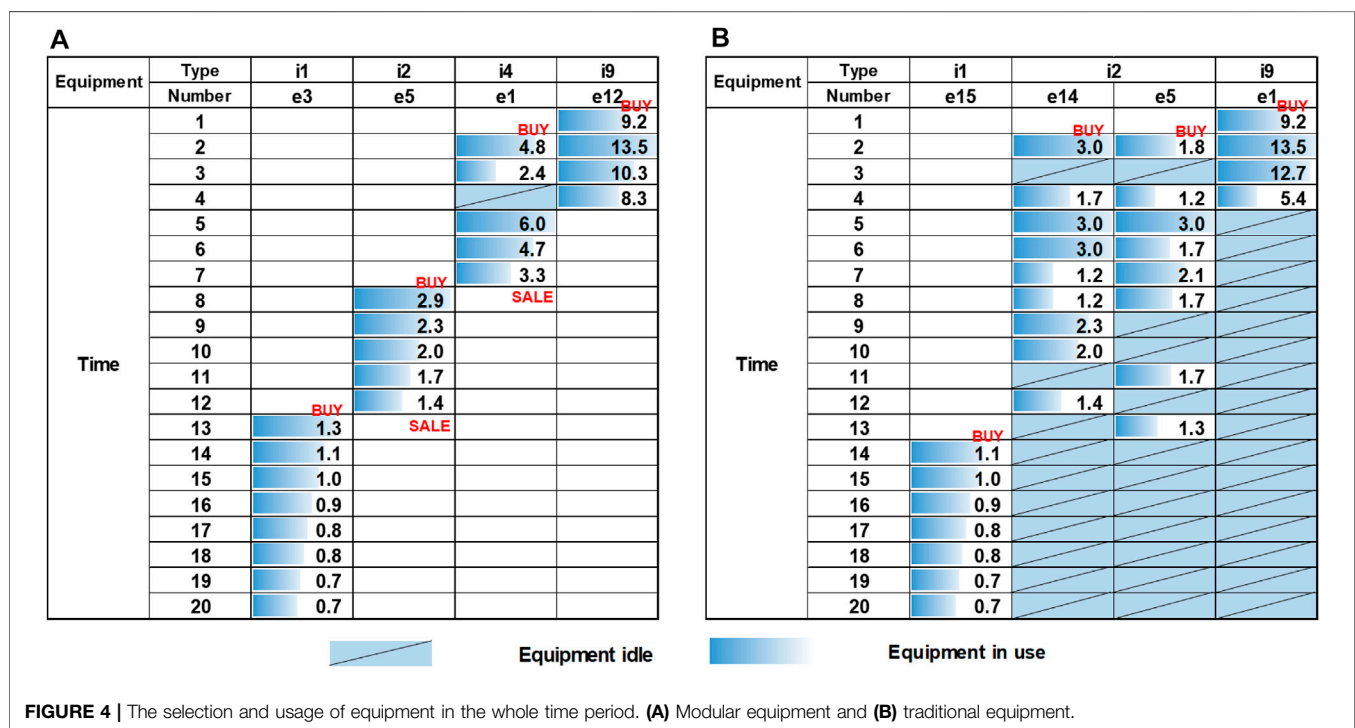 A
Equipment Type i1 i2 i4 i9
Number e3 e5 e1 e12
Time
BUY
1 9.2
BUY
2 4.8 13.5
3 2.4 10.3
4 8.3
5 6.0
6 4.7
7 3.3
BUY
8 2.9 SALE
9 2.3
10 2.0
11 1.7
12 1.4
BUY
13 1.3 SALE
14 1.1
15 1.0
16 0.9
17 0.8
18 0.8
19 0.7
20 0.7
B
Equipment Type i1 i2 i9
Number e15 e14 e5 e1
Time
BUY
1 9.2
BUY BUY
2 3.0 1.8 13.5
3 12.7
4 1.7 1.2 5.4
5 3.0 3.0
6 3.0 1.7
7 1.2 2.1
8 1.2 1.7
9 2.3
10 2.0
11 1.7
12 1.4
13 1.3
BUY
14 1.1
15 1.0
16 0.9
17 0.8
18 0.8
19 0.7
20 0.7
Equipment idle Equipment in use
FIGURE 4 | The selection and usage of equipment in the whole time period. (A) Modular equipment and (B) traditional equipment.